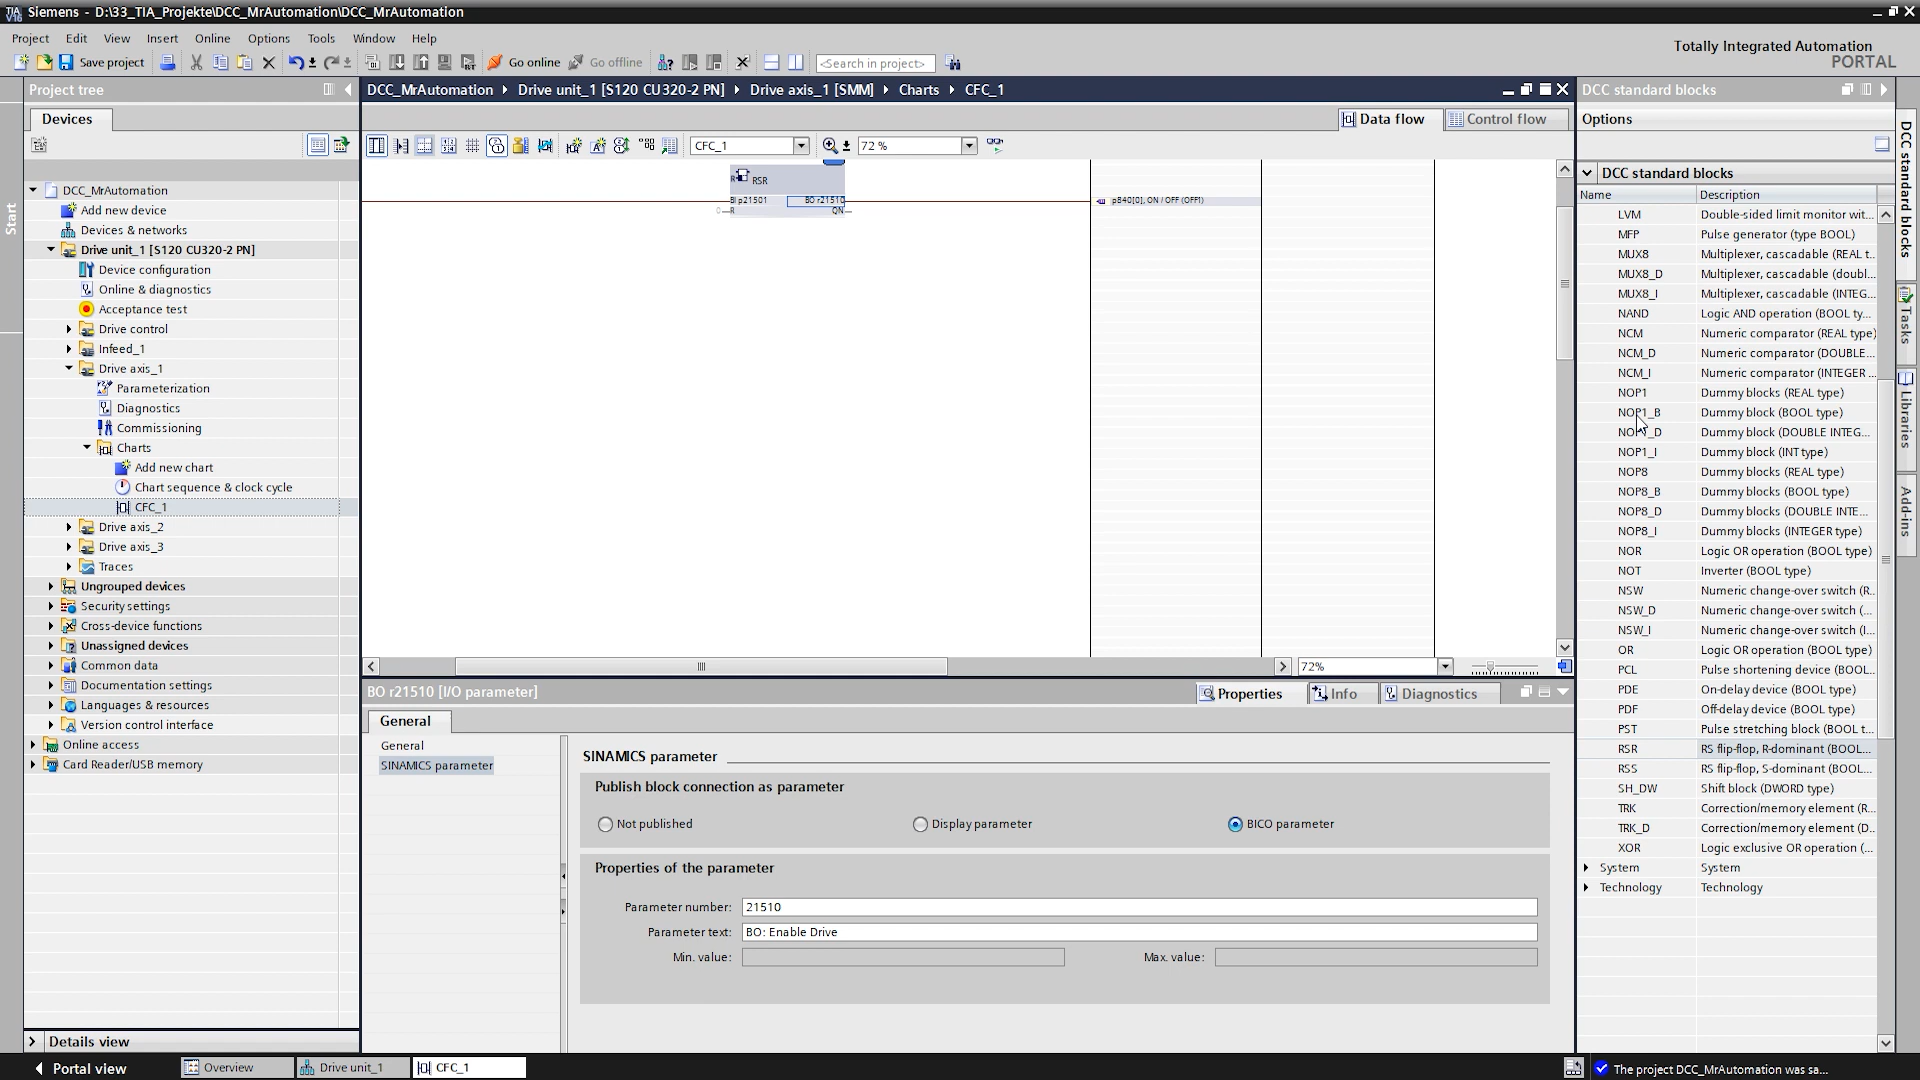 Siemens - D:\33_TIA_Projekte\DCC_MrAutomation\DCC_MrAutomation
Project Edit View Insert Online Options Tools Window Help
Totally Integrated Automation
PORTAL
Save project
Go online
Go offline
<Search in project>
Project tree
DCC_MrAutomation
Drive unit_1 [S120 CU320-2 PN]
Drive axis_1 [SMM]
Charts
CFC_1
DCC standard blocks
Devices
Data flow
Control flow
Options
CFC_1
72 %
Start
DCC_MrAutomation
Add new device
Devices & networks
Drive unit_1 [S120 CU320-2 PN]
Device configuration
Online & diagnostics
Acceptance test
Drive control
Infeed_1
Drive axis_1
Parameterization
Diagnostics
Commissioning
Charts
Add new chart
Chart sequence & clock cycle
CFC_1
Drive axis_2
Drive axis_3
Traces
Ungrouped devices
Security settings
Cross-device functions
Unassigned devices
Common data
Documentation settings
Languages & resources
Version control interface
Online access
Card Reader/USB memory
Details view
RSR
BI p21501 BO r21510
R QN
p840[0], ON / OFF (OFF1)
72%
BO r21510 [I/O parameter]
Properties
Info
Diagnostics
General
General
SINAMICS parameter
SINAMICS parameter
Publish block connection as parameter
Not published
Display parameter
BICO parameter
Properties of the parameter
Parameter number: 21510
Parameter text: BO: Enable Drive
Min. value:
Max. value:
DCC standard blocks
Name Description
LVM Double-sided limit monitor wit...
MFP Pulse generator (type BOOL)
MUX8 Multiplexer, cascadable (REAL t...
MUX8_D Multiplexer, cascadable (doubl...
MUX8_I Multiplexer, cascadable (INTEG...
NAND Logic AND operation (BOOL ty...
NCM Numeric comparator (REAL type)
NCM_D Numeric comparator (DOUBLE...
NCM_I Numeric comparator (INTEGER ...
NOP1 Dummy blocks (REAL type)
NOP1_B Dummy block (BOOL type)
NOP1_D Dummy block (DOUBLE INTEG...
NOP1_I Dummy block (INT type)
NOP8 Dummy blocks (REAL type)
NOP8_B Dummy blocks (BOOL type)
NOP8_D Dummy blocks (DOUBLE INTE...
NOP8_I Dummy blocks (INTEGER type)
NOR Logic OR operation (BOOL type)
NOT Inverter (BOOL type)
NSW Numeric change-over switch (R...
NSW_D Numeric change-over switch (...
NSW_I Numeric change-over switch (I...
OR Logic OR operation (BOOL type)
PCL Pulse shortening device (BOOL...
PDE On-delay device (BOOL type)
PDF Off-delay device (BOOL type)
PST Pulse stretching block (BOOL t...
RSR RS flip-flop, R-dominant (BOOL...
RSS RS flip-flop, S-dominant (BOOL...
SH_DW Shift block (DWORD type)
TRK Correction/memory element (R...
TRK_D Correction/memory element (D...
XOR Logic exclusive OR operation (...
System System
Technology Technology
DCC standard blocks
Tasks
Libraries
Add-ins
Portal view
Overview
Drive unit_1
CFC_1
The project DCC_MrAutomation was sa...